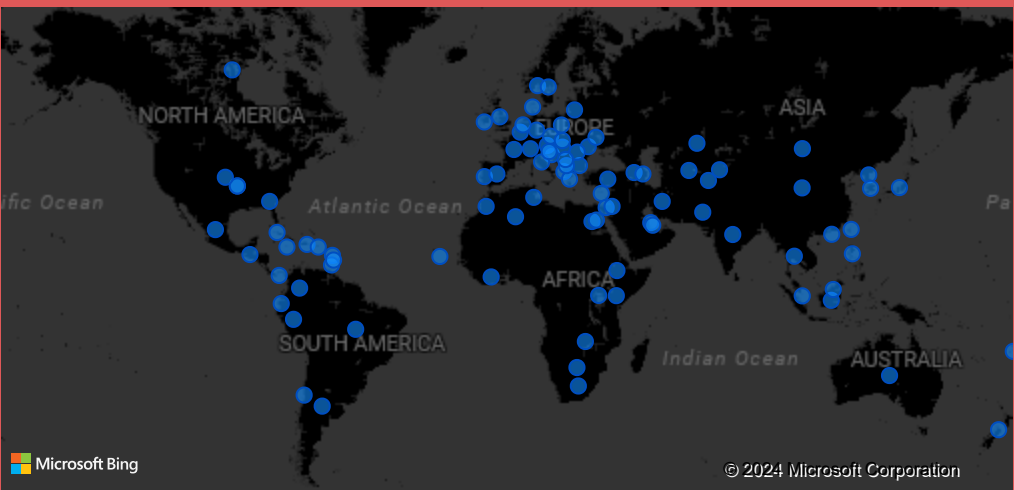 NORTH AMERICA
ASIA
EUROPE
ific Ocean
Atlantic Ocean
Pa
AFRICA
SOUTH AMERICA
Indian Ocean
AUSTRALIA
Microsoft Bing
© 2024 Microsoft Corporation